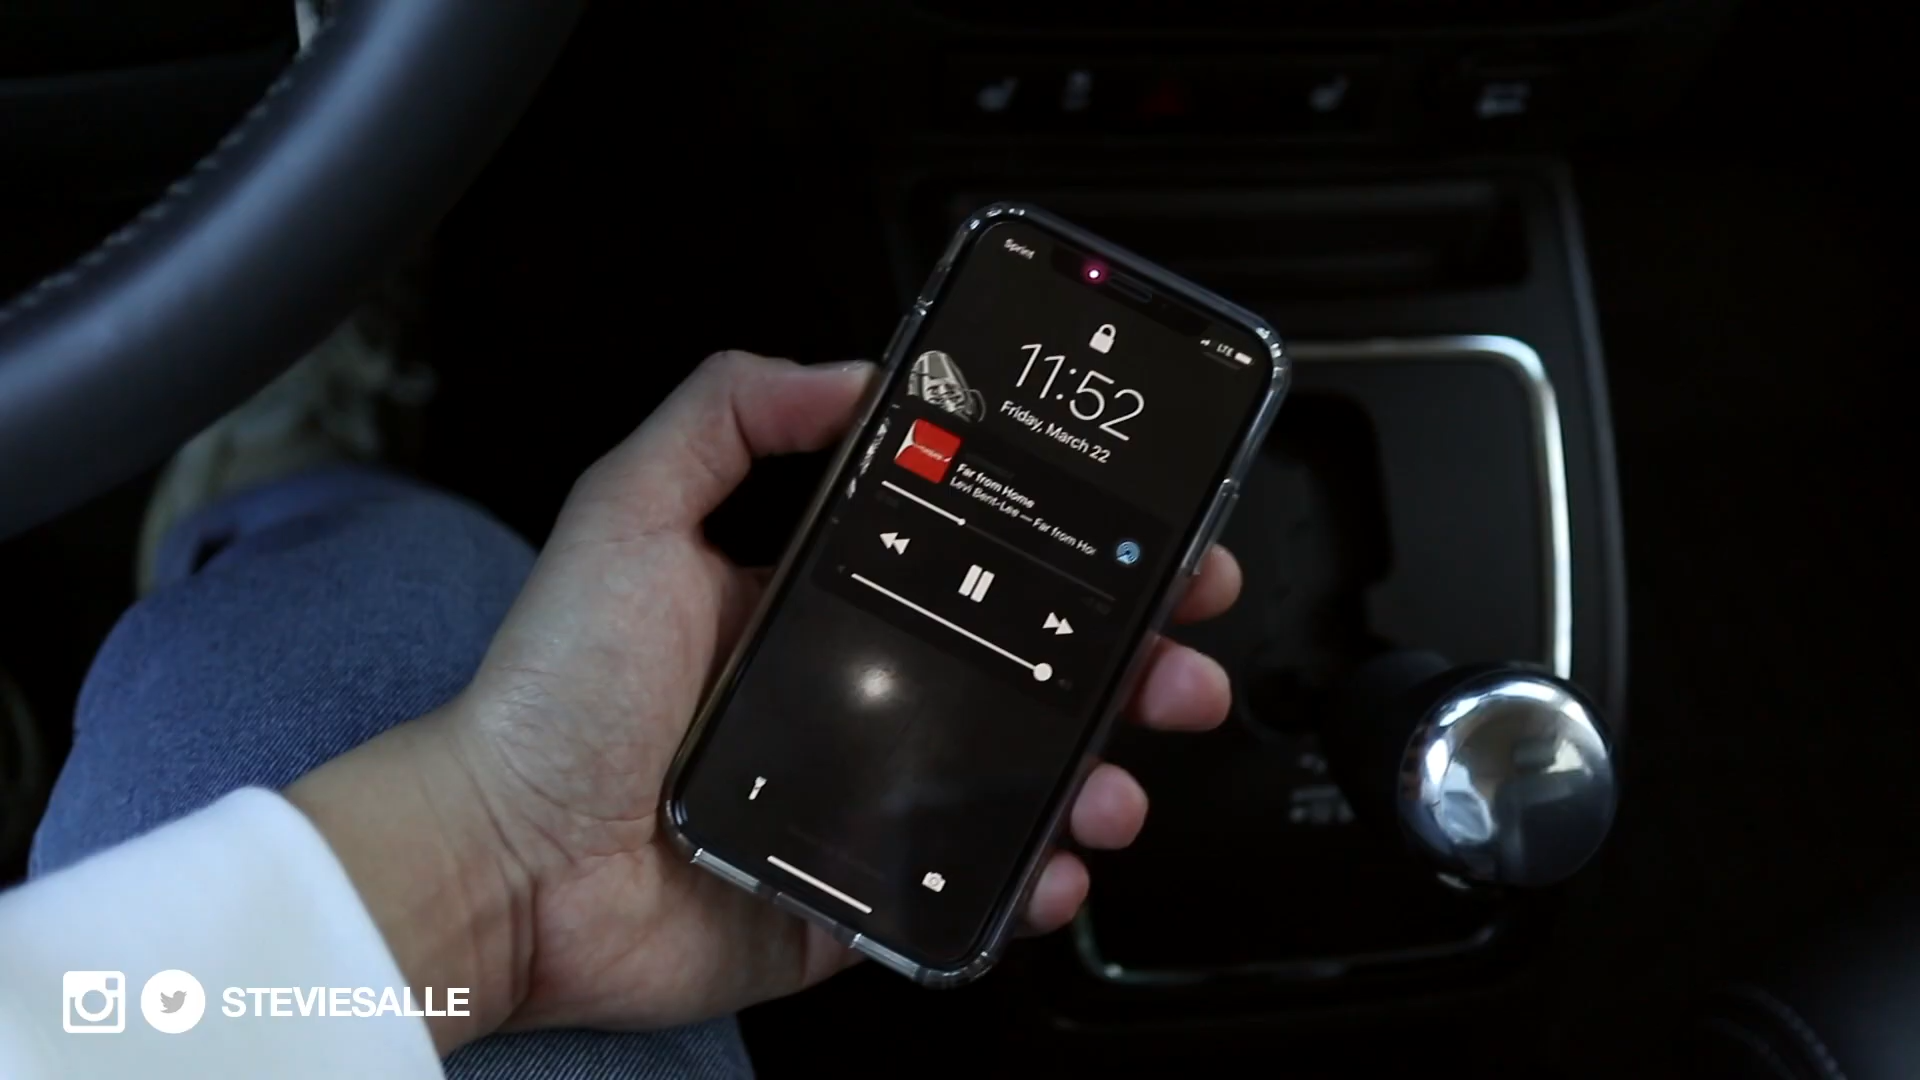 Sprint
LTE
11:52
Friday, March 22
Far from Home
Levi Bent-Lee — Far from Hor
STEVIESALLE